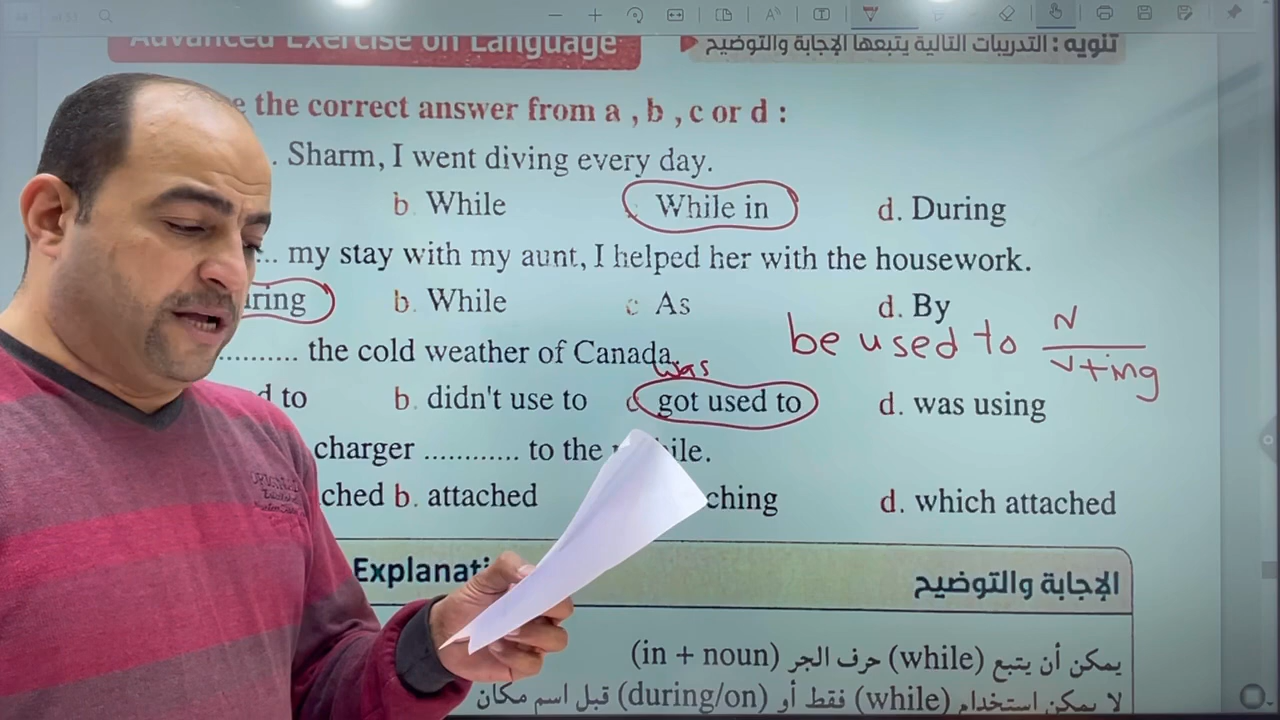 Advanced Exercise on Language
تنويه : التدريبات التالية يتبعها الإجابة والتوضيح
the correct answer from a , b , c or d :
. Sharm, I went diving every day.
b. While While in d. During
my stay with my aunt, I helped her with the housework.
b. While c As d. By
be used to N
v+ing
........... the cold weather of Canada.
was
to b. didn't use to c got used to d. was using
charger ............ to the
b. attached d. which attached
Explanati
الإجابة والتوضيح
يمكن أن يتبع (while) حرف الجر (in + noun)
لا يمكن استخدام (while) فقط أو (during/on) قبل اسم مكان